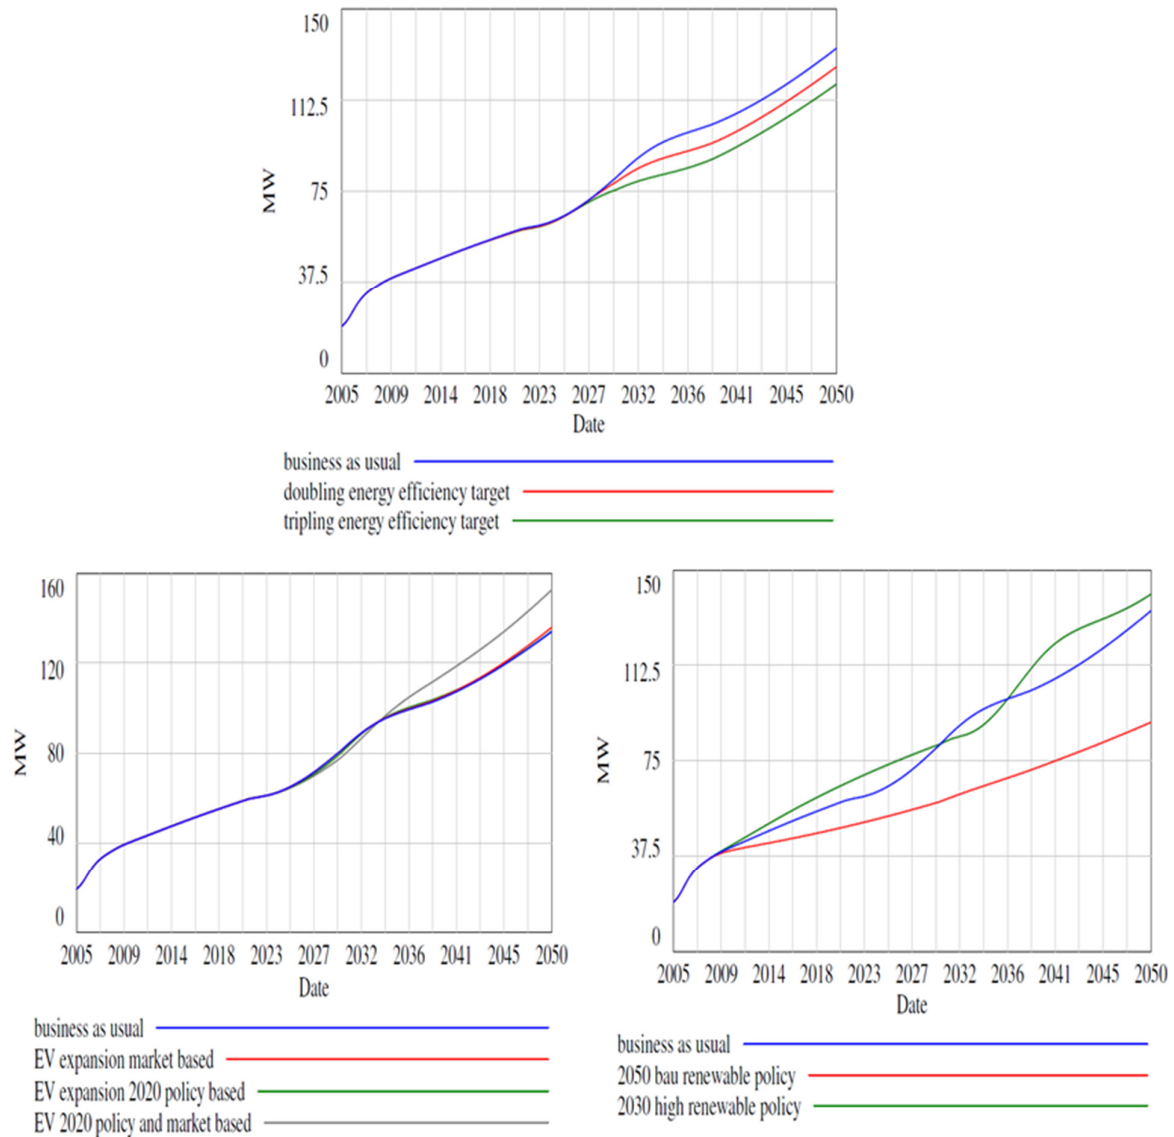 150
112.5
75
37.5
0
MW
2005 2009 2014 2018 2023 2027 2032 2036 2041 2045 2050
Date
business as usual
doubling energy efficiency target
tripling energy efficiency target
160
120
80
40
0
MW
2005 2009 2014 2018 2023 2027 2032 2036 2041 2045 2050
Date
business as usual
EV expansion market based
EV expansion 2020 policy based
EV 2020 policy and market based
150
112.5
75
37.5
0
MW
2005 2009 2014 2018 2023 2027 2032 2036 2041 2045 2050
Date
business as usual
2050 bau renewable policy
2030 high renewable policy